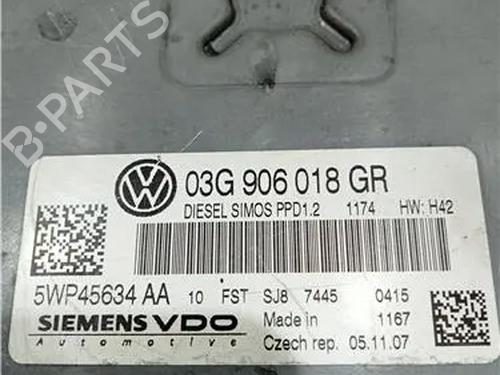 B-PARTS
03G 906 018 GR
DIESEL SIMOS PPD1.2 1174 HW: H42
5WP45634 AA 10 FST SJ8 7445 0415
SIEMENS VDO Made in 1167
Automotive Czech rep. 05.11.07